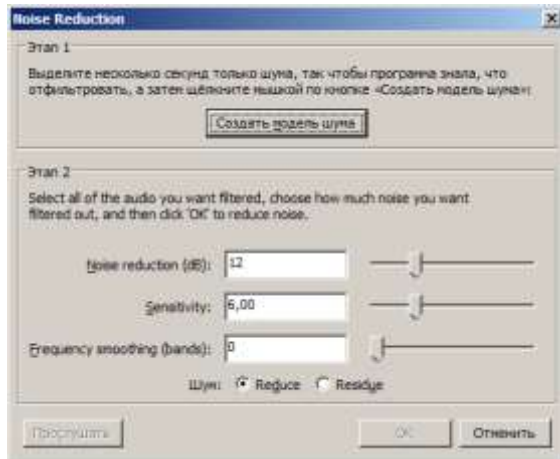 Noise Reduction
Этап 1
Выделите несколько секунд только шума, так чтобы программа знала, что
отфильтровать, а затем щёлкните мышкой по кнопке «Создать модель шума»:
Создать модель шума
Этап 2
Select all of the audio you want filtered, choose how much noise you want
filtered out, and then click 'OK' to reduce noise.
Noise reduction (dB): 12
Sensitivity: 6,00
Frequency smoothing (bands): 0
Шум: Reduce Residue
Прослушать OK Отменить